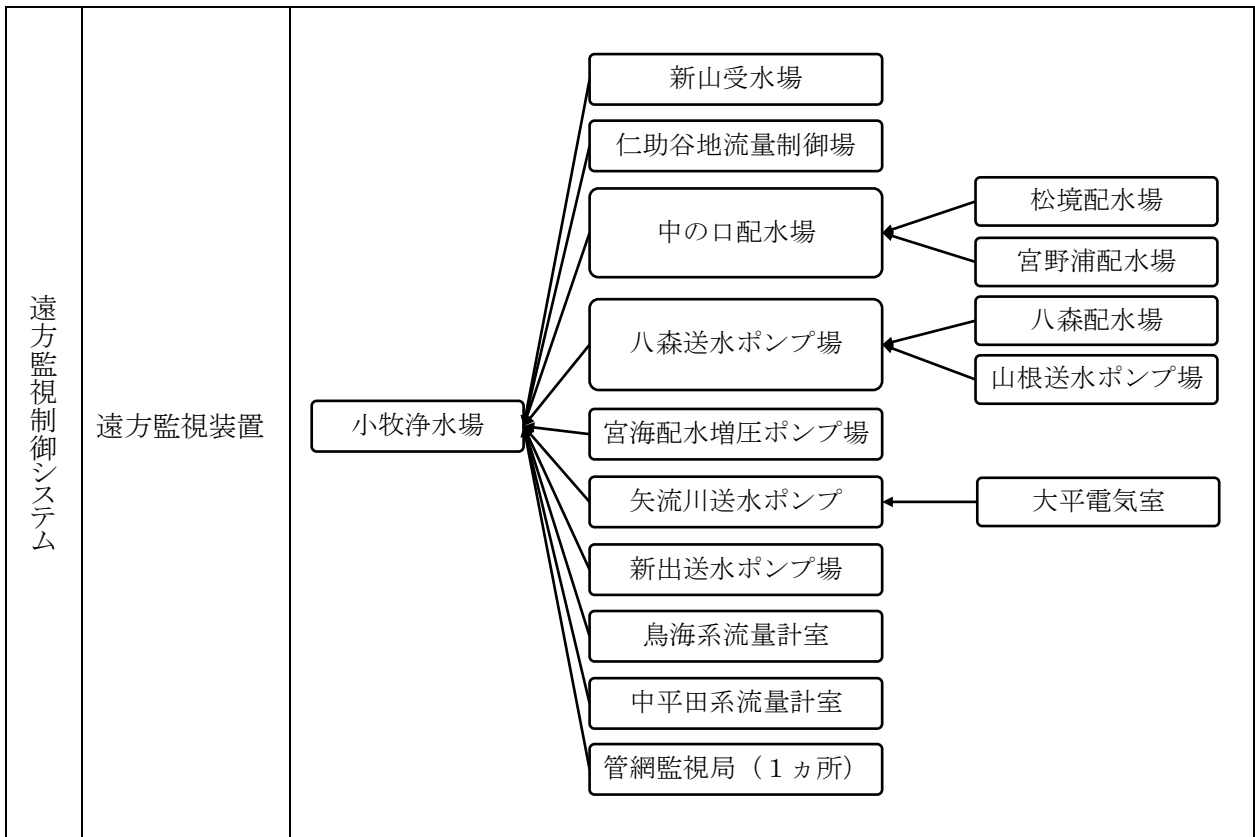 遠方監視制御システム
遠方監視装置
小牧浄水場
新山受水場
仁助谷地流量制御場
中の口配水場
松境配水場
宮野浦配水場
八森送水ポンプ場
八森配水場
山根送水ポンプ場
宮海配水増圧ポンプ場
矢流川送水ポンプ
大平電気室
新出送水ポンプ場
鳥海系流量計室
中平田系流量計室
管網監視局（１ヵ所）